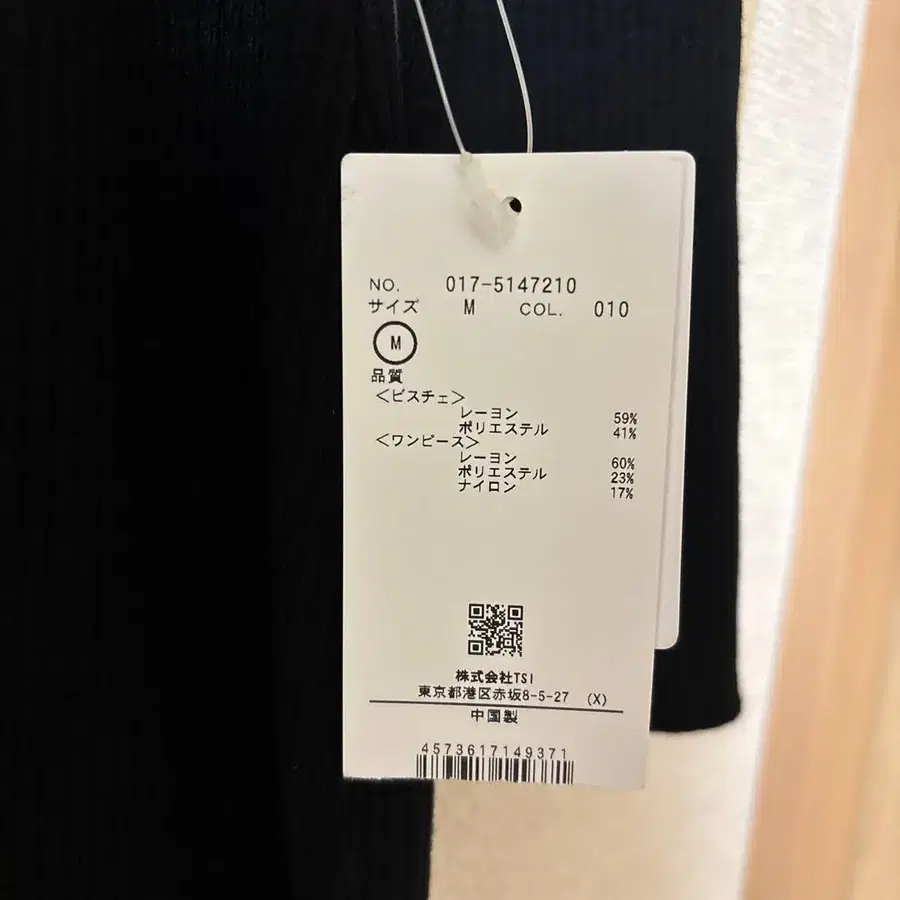 NO. 017-5147210
サイズ M COL. 010
M
品質
＜ビスチェ＞
レーヨン 59%
ポリエステル 41%
＜ワンピース＞
レーヨン 60%
ポリエステル 23%
ナイロン 17%
株式会社TSI
東京都港区赤坂8-5-27 (X)
中国製
4573617149371